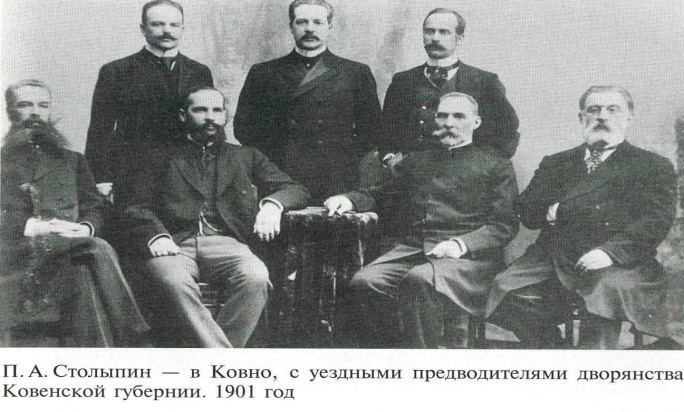 П. А. Столыпин — в Ковно, с уездными предводителями дворянства
Ковенской губернии. 1901 год